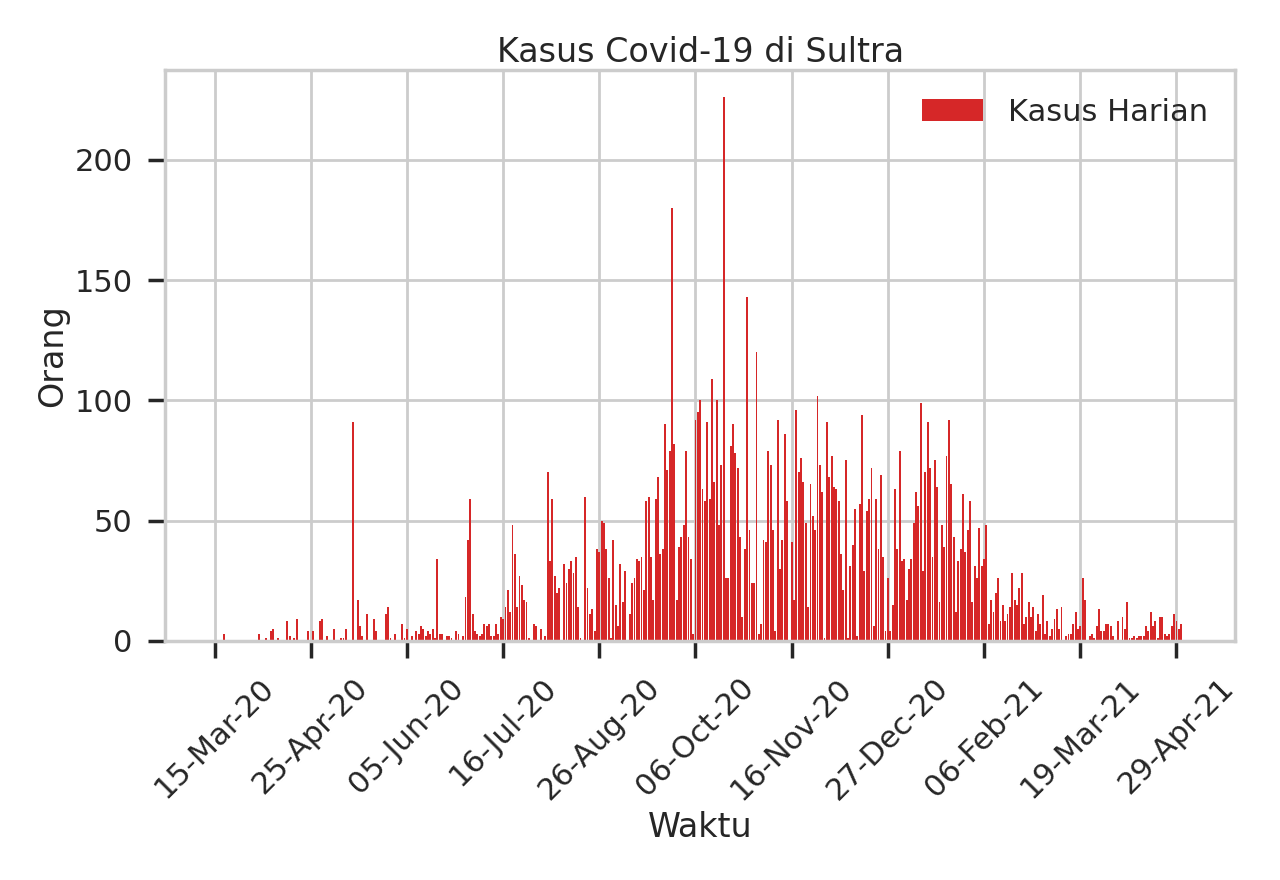 Kasus Covid-19 di Sultra
Kasus Harian
Orang
200
150
100
50
0
15-Mar-20
25-Apr-20
05-Jun-20
16-Jul-20
26-Aug-20
06-Oct-20
16-Nov-20
27-Dec-20
06-Feb-21
19-Mar-21
29-Apr-21
Waktu